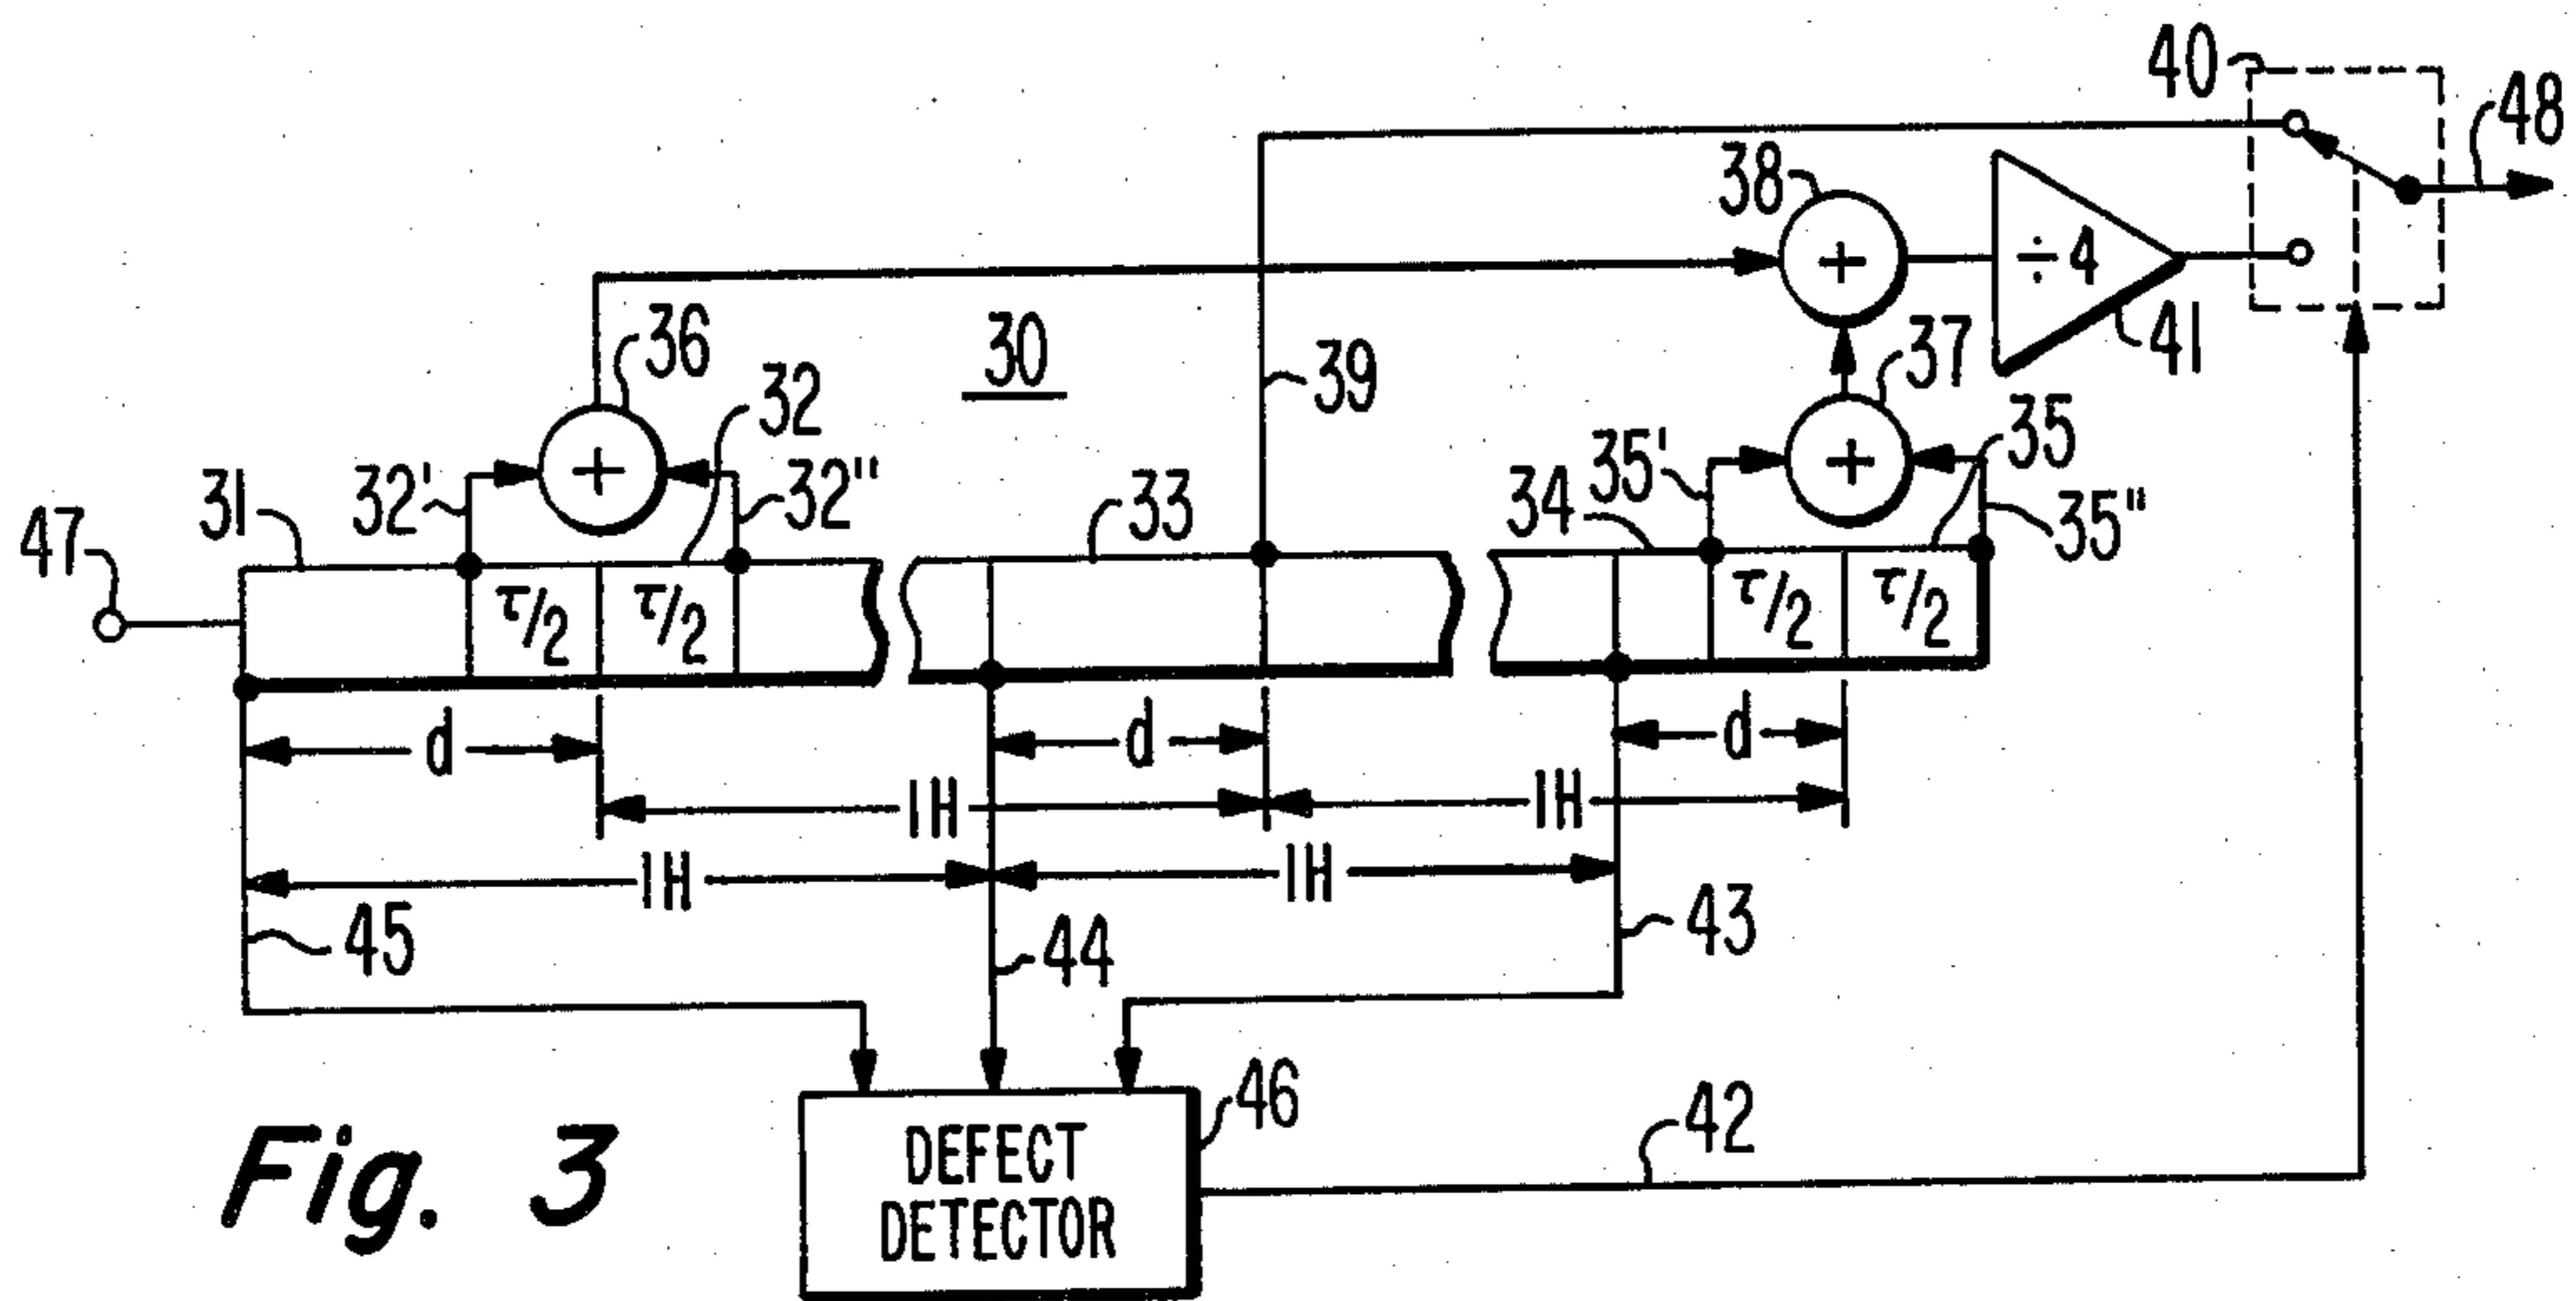 40
48
38
÷4
+
36
30
39
37
41
32
35
+
+
31
32'
32"
33
34
35'
35"
47
τ/2
τ/2
τ/2
τ/2
d
d
d
1H
1H
1H
1H
45
44
43
46
DEFECT
DETECTOR
42
Fig. 3